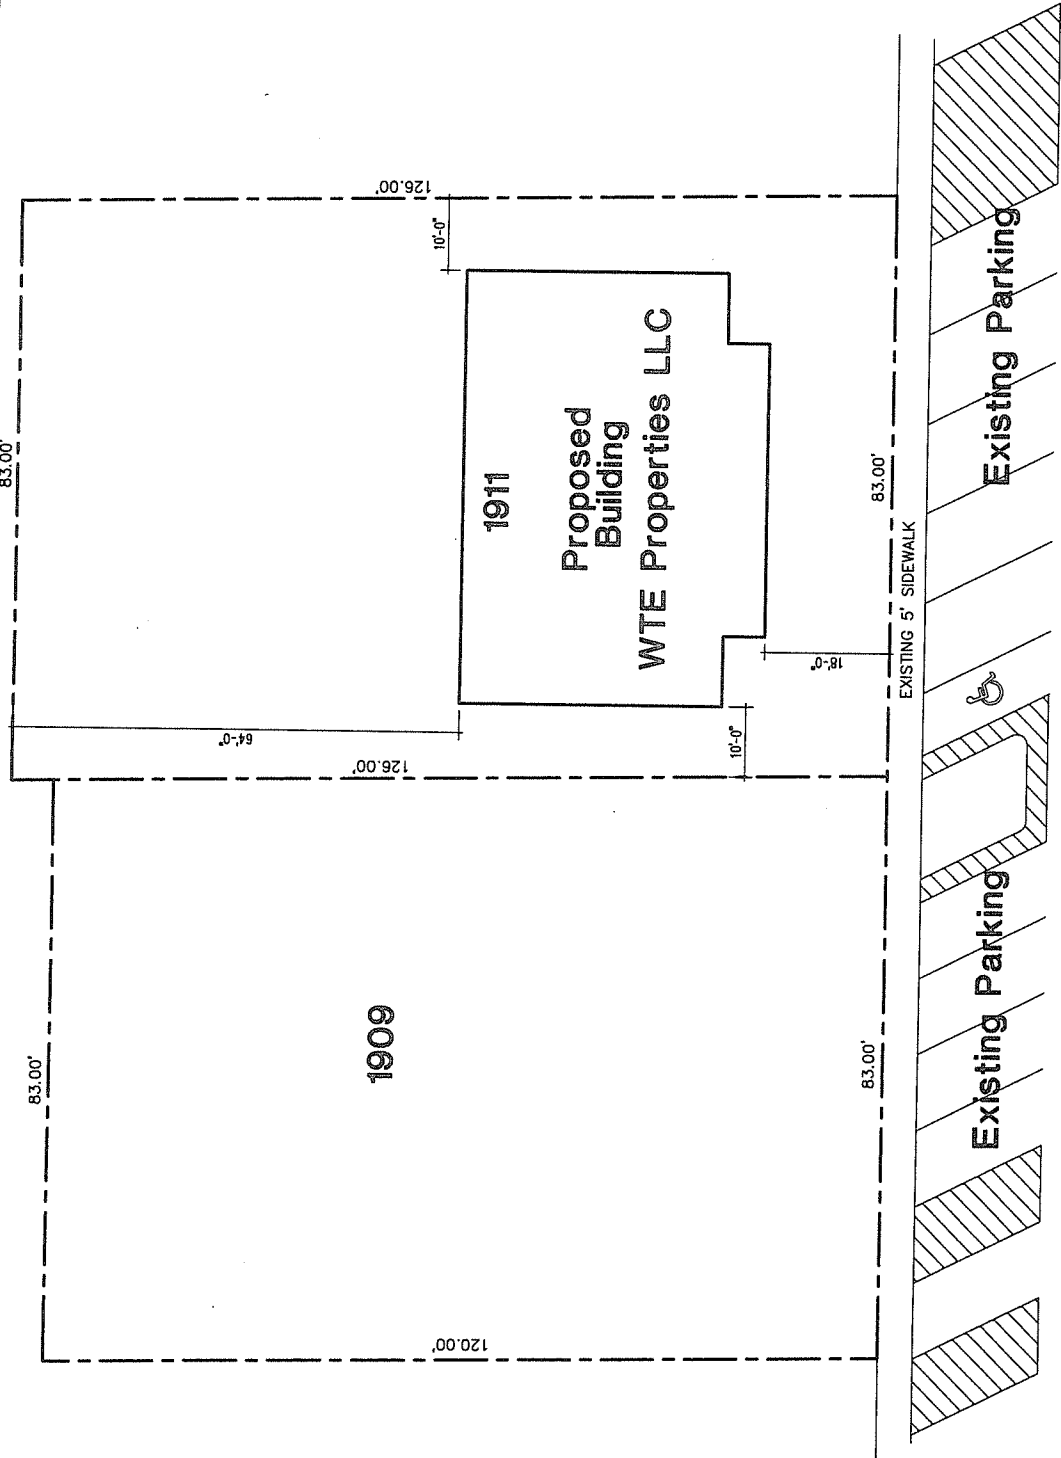 83.00'
83.00'
126.00'
10'-0"
64'-0"
126.00'
1911
Proposed
Building
WTE Properties LLC
10'-0"
18'-0"
83.00'
EXISTING 5' SIDEWALK
Existing Parking
1909
120.00'
83.00'
Existing Parking